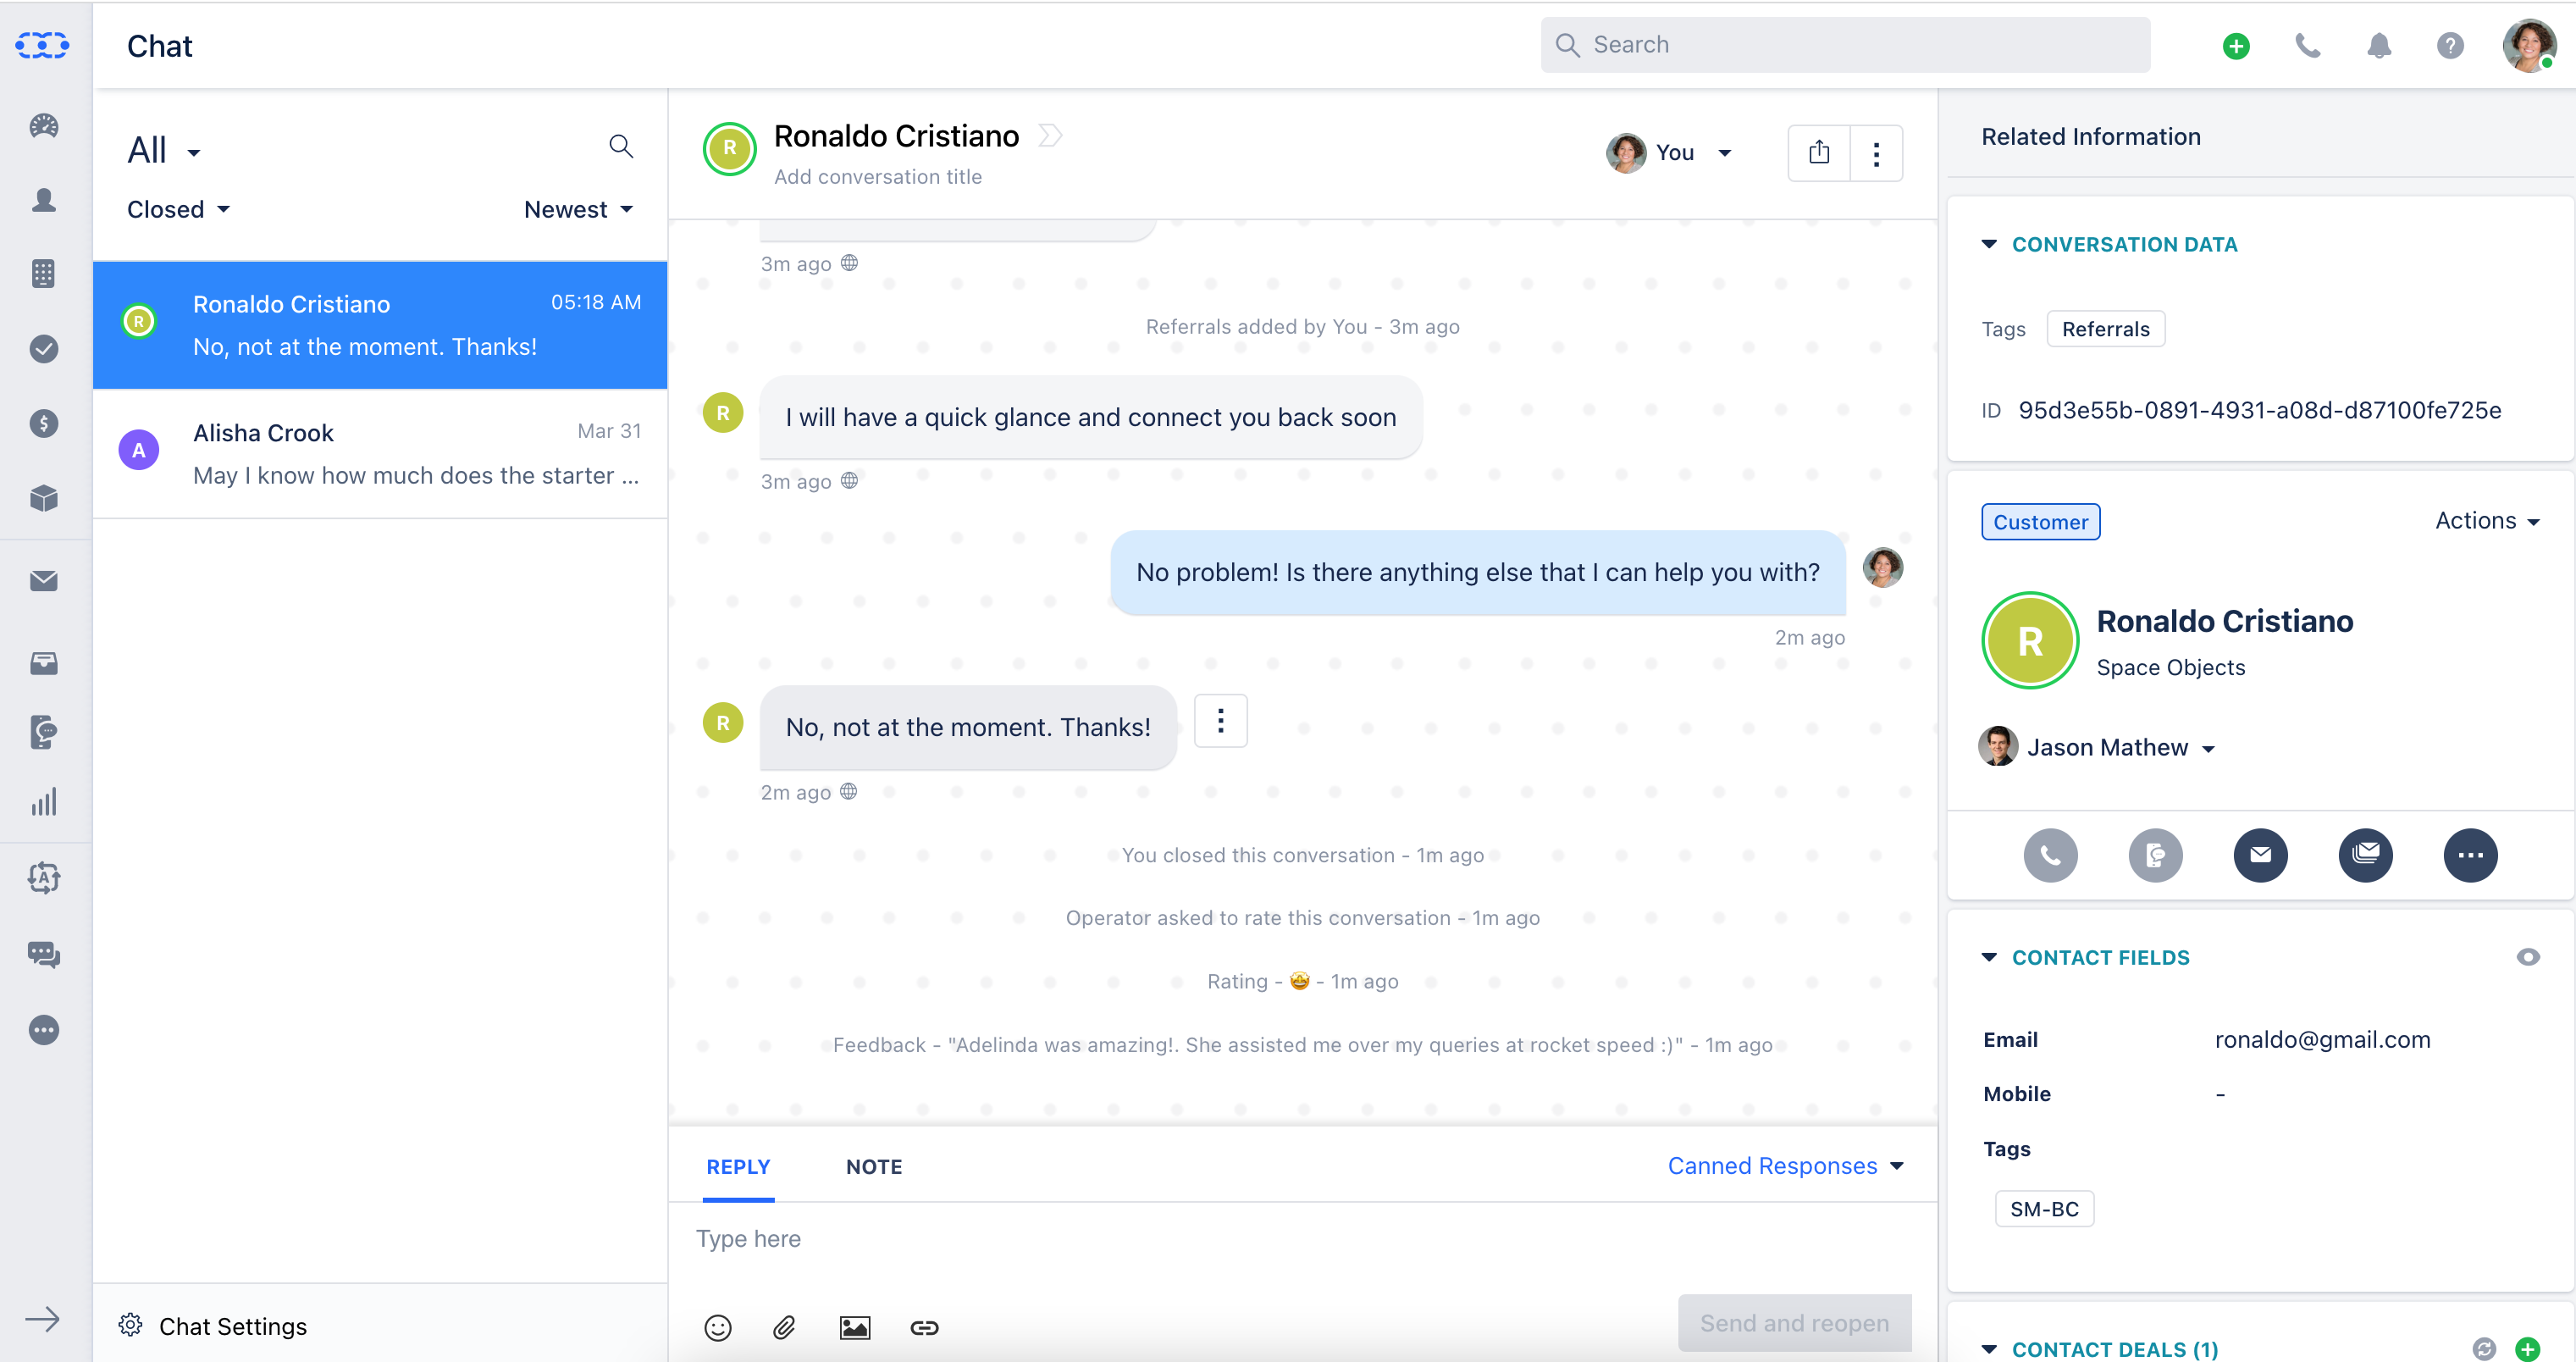 Chat
Search
All
Closed
Newest
R
Ronaldo Cristiano
05:18 AM
No, not at the moment. Thanks!
A
Alisha Crook
Mar 31
May I know how much does the starter ...
Chat Settings
R
Ronaldo Cristiano
Add conversation title
You
3m ago
Referrals added by You - 3m ago
R
I will have a quick glance and connect you back soon
3m ago
No problem! Is there anything else that I can help you with?
2m ago
R
No, not at the moment. Thanks!
2m ago
You closed this conversation - 1m ago
Operator asked to rate this conversation - 1m ago
Rating - 🤩 - 1m ago
Feedback - "Adelinda was amazing!. She assisted me over my queries at rocket speed :)" - 1m ago
REPLY
NOTE
Canned Responses
Type here
Send and reopen
Related Information
CONVERSATION DATA
Tags
Referrals
ID 95d3e55b-0891-4931-a08d-d87100fe725e
Customer
Actions
R
Ronaldo Cristiano
Space Objects
Jason Mathew
CONTACT FIELDS
Email
ronaldo@gmail.com
Mobile
-
Tags
SM-BC
CONTACT DEALS (1)